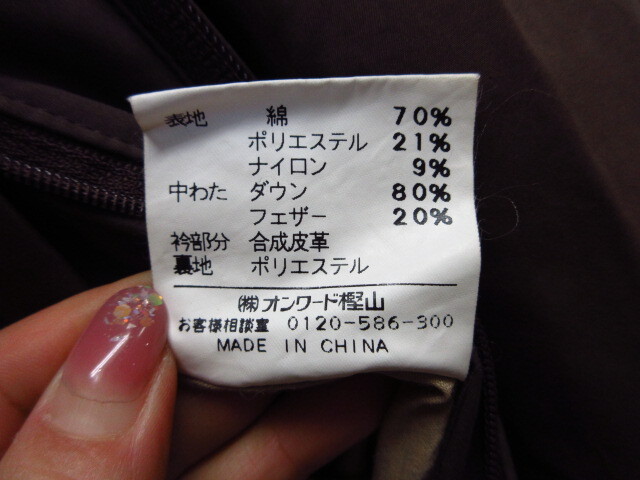 表地 綿 70%
ポリエステル 21%
ナイロン 9%
中わた ダウン 80%
フェザー 20%
衿部分 合成皮革
裏地 ポリエステル
㈱オンワード樫山
お客様相談室 0120-586-300
MADE IN CHINA